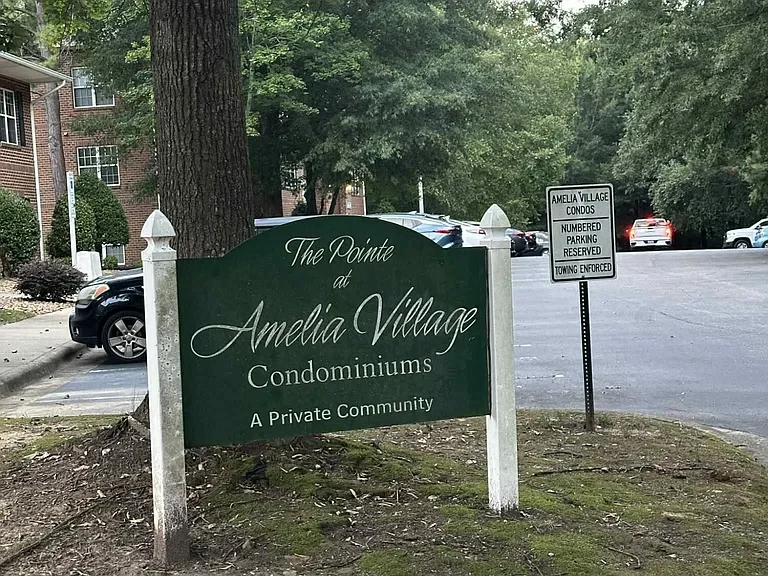 The Pointe
at
Amelia Village
Condominiums
A Private Community
AMELIA VILLAGE
CONDOS
NUMBERED
PARKING
RESERVED
TOWING ENFORCED